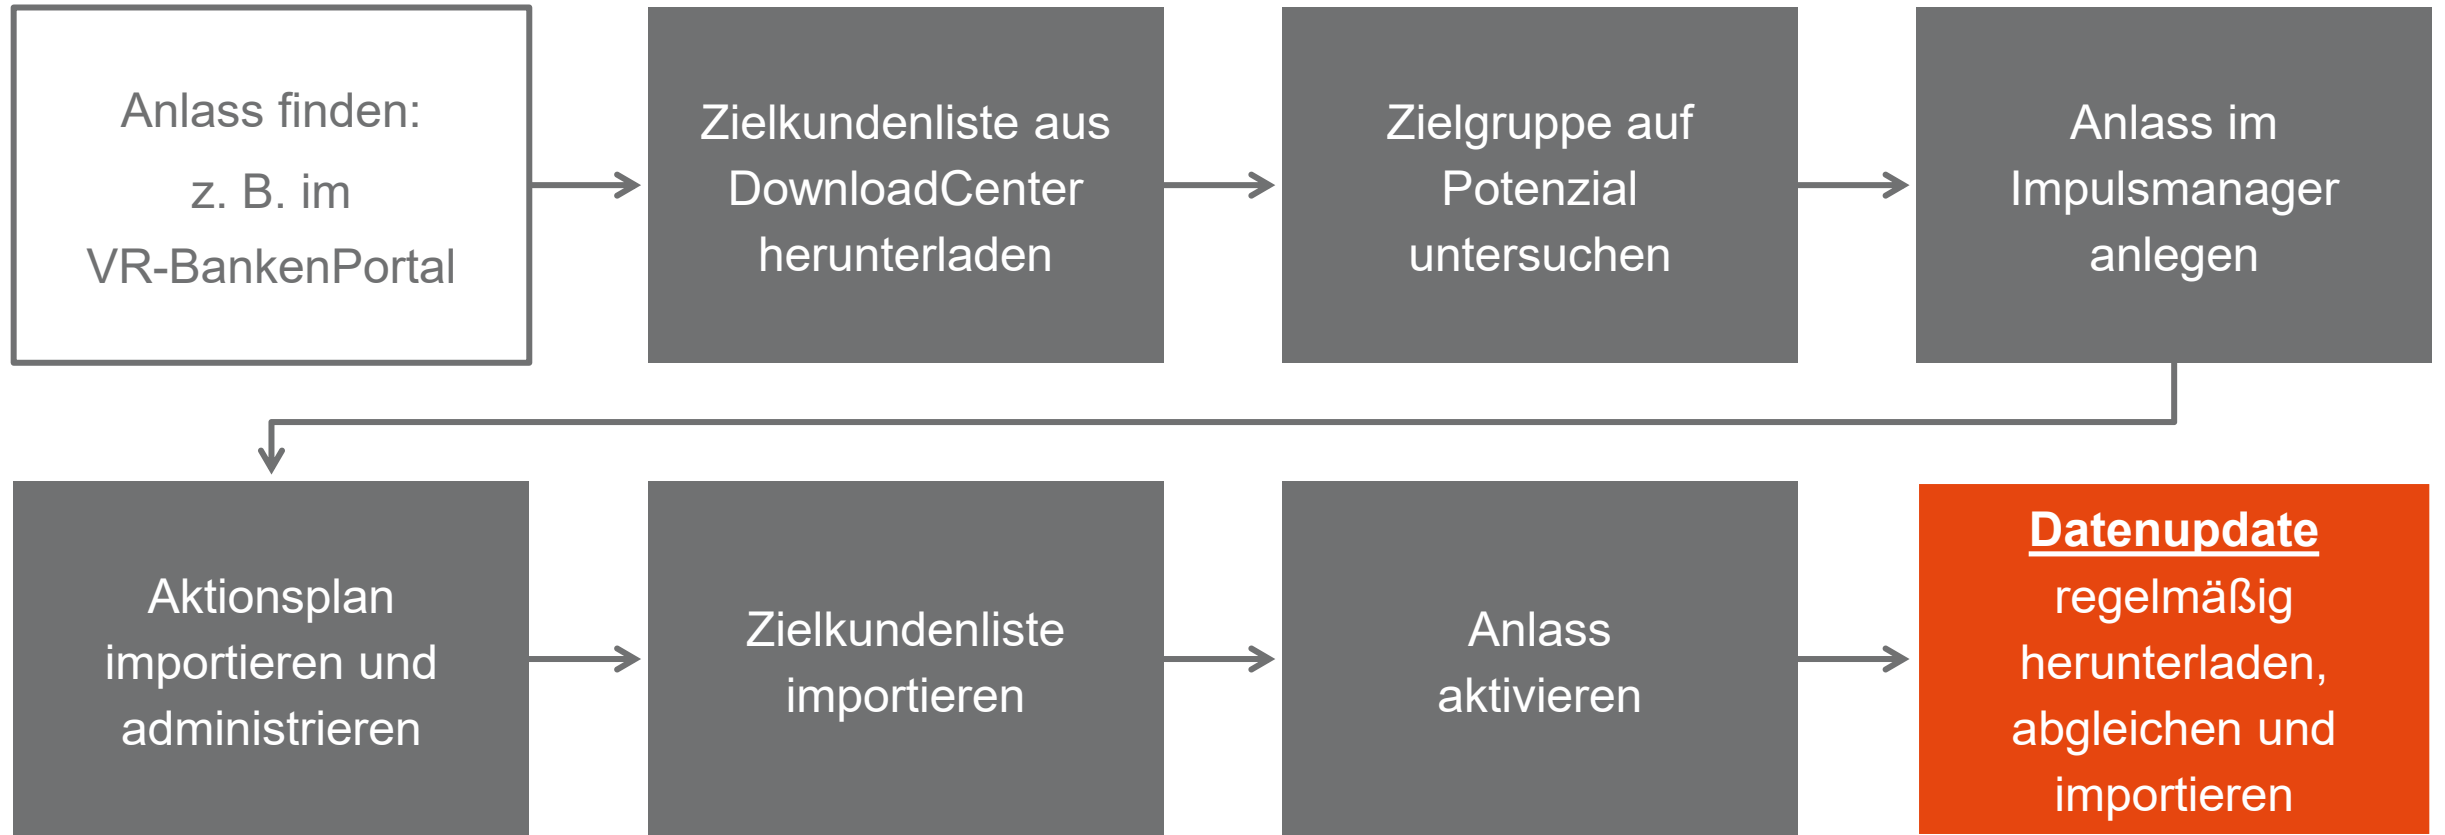 Anlass finden:
z. B. im
VR-BankenPortal
Zielkundenliste aus
DownloadCenter
herunterladen
Zielgruppe auf
Potenzial
untersuchen
Anlass im
Impulsmanager
anlegen
Aktionsplan
importieren und
administrieren
Zielkundenliste
importieren
Anlass
aktivieren
Datenupdate
regelmäßig
herunterladen,
abgleichen und
importieren